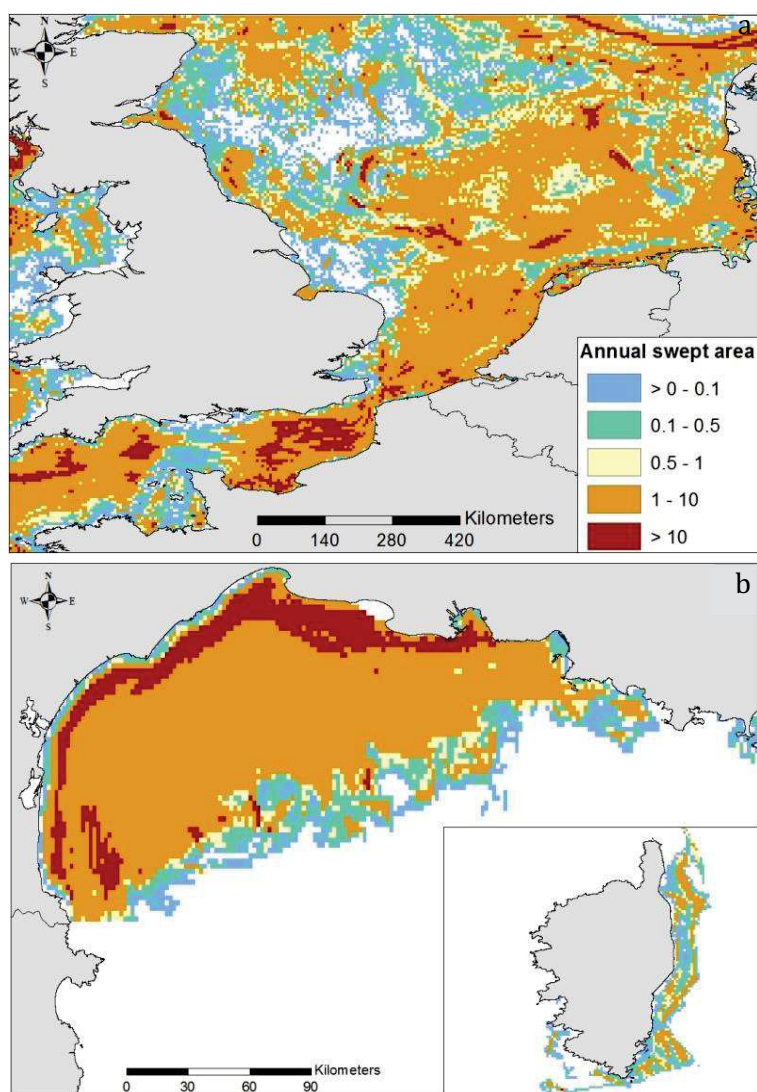 a
N
W E
S
Annual swept area
> 0 - 0.1
0.1 - 0.5
0.5 - 1
1 - 10
> 10
Kilometers
0 140 280 420
b
N
W E
S
Kilometers
0 30 60 90